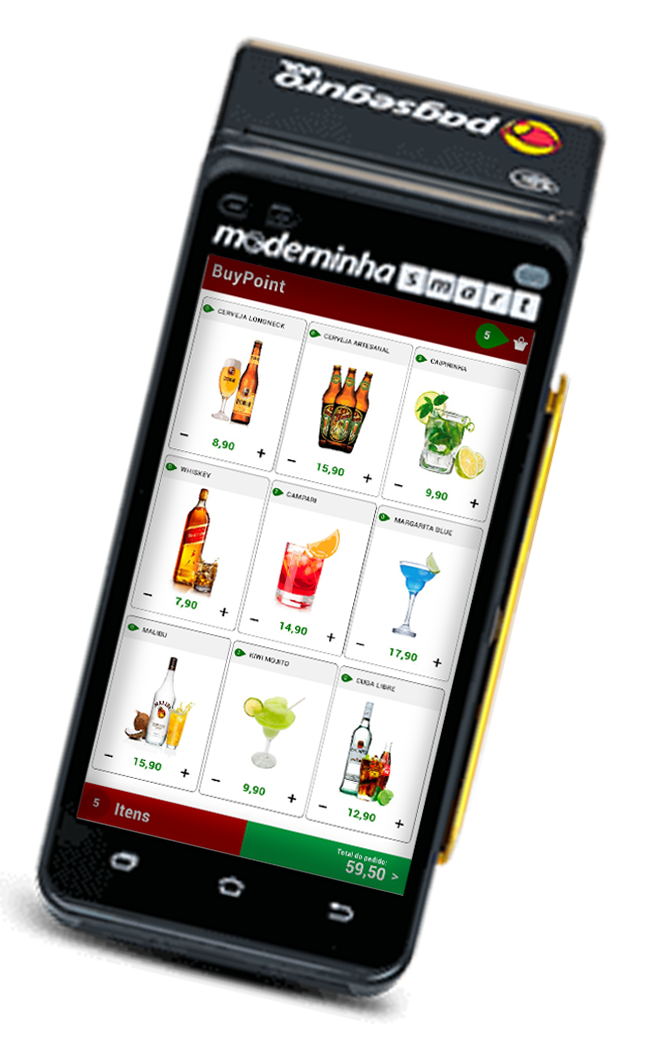 pagseguro
UOL
moderninha smart
BuyPoint
5
CERVEJA LONGNECK
8,90
CERVEJA ARTESANAL
15,90
CAIPIRINHA
9,90
WHISKEY
7,90
CAMPARI
14,90
MARGARITA BLUE
17,90
MALIBU
15,90
KIWI MOJITO
9,90
CUBA LIBRE
12,90
5 Itens
Total do pedido:
59,50 >